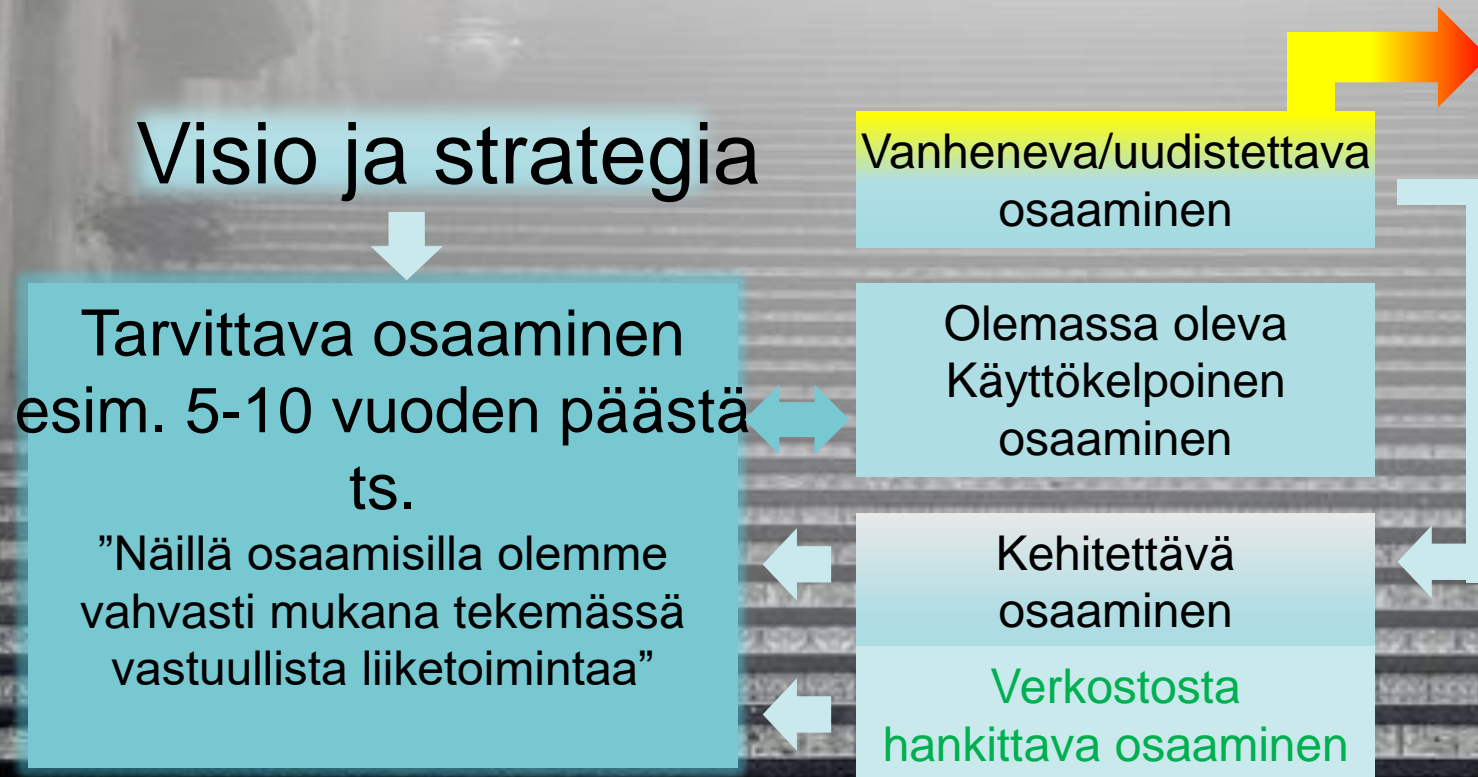 Visio ja strategia
Tarvittava osaaminen
esim. 5-10 vuoden päästä
ts.
”Näillä osaamisilla olemme
vahvasti mukana tekemässä
vastuullista liiketoimintaa”
Vanheneva/uudistettava
osaaminen
Olemassa oleva
Käyttökelpoinen
osaaminen
Kehitettävä
osaaminen
Verkostosta
hankittava osaaminen